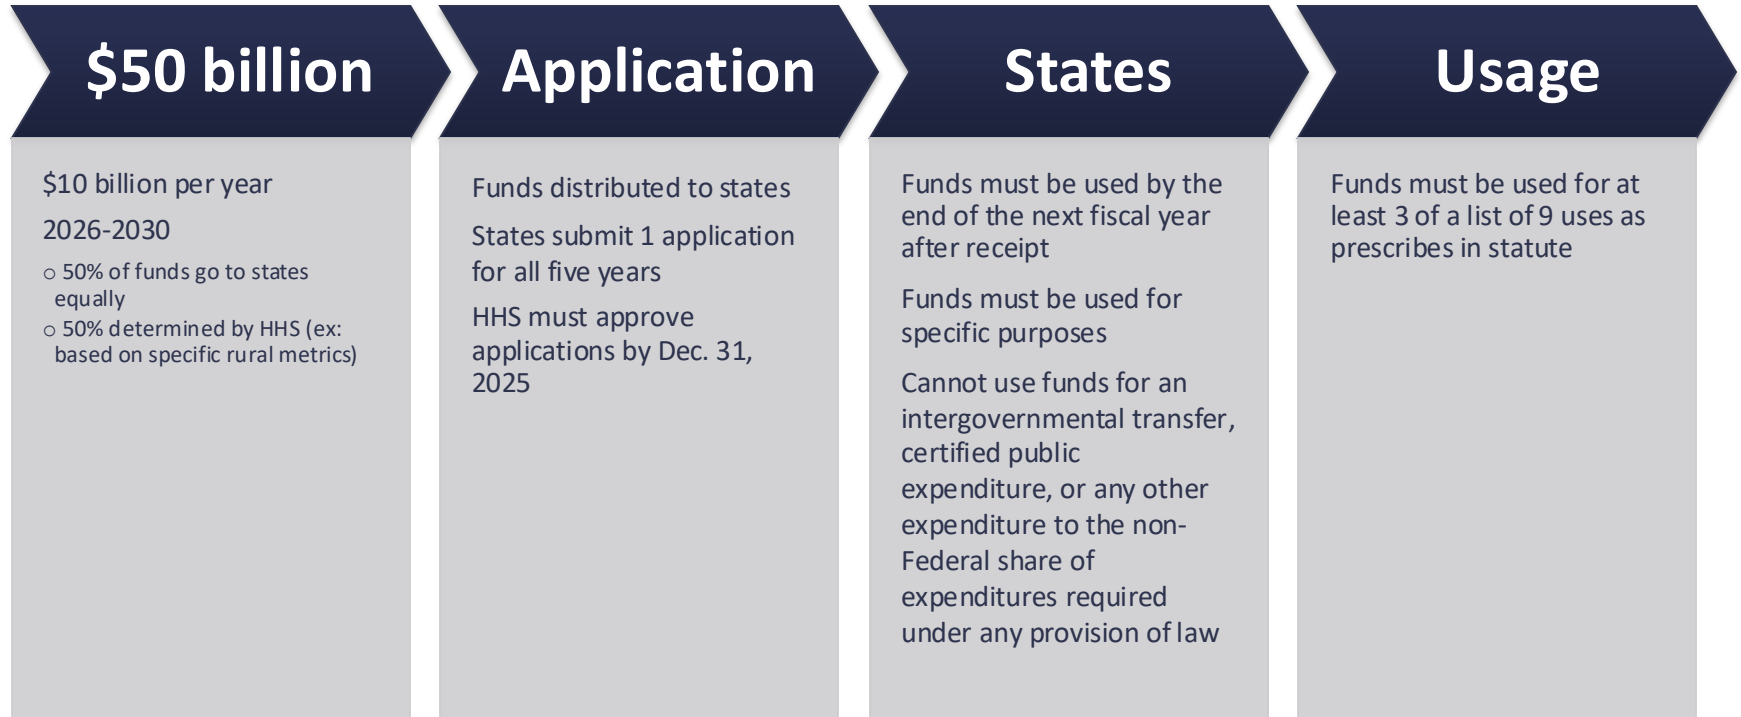 $50 billion
$10 billion per year
2026-2030
○ 50% of funds go to states
equally
○ 50% determined by HHS (ex:
based on specific rural metrics)
Application
Funds distributed to states
States submit 1 application
for all five years
HHS must approve
applications by Dec. 31,
2025
States
Funds must be used by the
end of the next fiscal year
after receipt
Funds must be used for
specific purposes
Cannot use funds for an
intergovernmental transfer,
certified public
expenditure, or any other
expenditure to the non-
Federal share of
expenditures required
under any provision of law
Usage
Funds must be used for at
least 3 of a list of 9 uses as
prescribes in statute